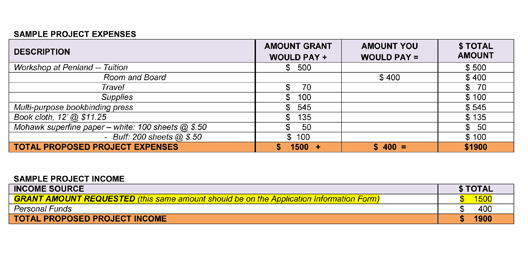 SAMPLE PROJECT EXPENSES
DESCRIPTION AMOUNT GRANT WOULD PAY + AMOUNT YOU WOULD PAY = $ TOTAL AMOUNT
Workshop at Penland -- Tuition $ 500 $ 500
Room and Board $ 400 $ 400
Travel $ 70 $ 70
Supplies $ 100 $ 100
Multi-purpose bookbinding press $ 545 $ 545
Book cloth, 12' @ $11.25 $ 135 $ 135
Mohawk superfine paper – white: 100 sheets @ $.50 $ 50 $ 50
- Buff: 200 sheets @ $.50 $ 100 $ 100
TOTAL PROPOSED PROJECT EXPENSES $ 1500 + $ 400 = $1900
SAMPLE PROJECT INCOME
INCOME SOURCE $ TOTAL
GRANT AMOUNT REQUESTED (this same amount should be on the Application Information Form) $ 1500
Personal Funds $ 400
TOTAL PROPOSED PROJECT INCOME $ 1900